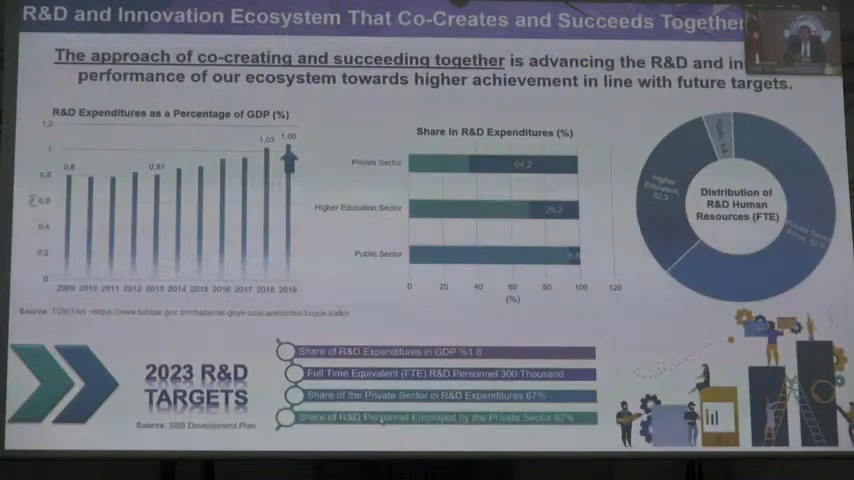 R&D and Innovation Ecosystem That Co-Creates and Succeeds Together
The approach of co-creating and succeeding together is advancing the R&D and
performance of our ecosystem towards higher achievement in line with future targets.
R&D Expenditures as a Percentage of GDP (%)
1,2
1
0,8
0,6
0,4
0,2
0
(%)
0,8
0,81
1,03
1,06
2009 2010 2011 2012 2013 2014 2015 2016 2017 2018 2019
Share in R&D Expenditures (%)
Private Sector
64,2
Higher Education Sector
29,2
Public Sector
0 20 40 60 80 100 120
(%)
Higher
Education,
Distribution of
R&D Human
Resources (FTE)
Private Sector
Source: TÜBİTAK
2023 R&D
TARGETS
Source: SBB Development Plan
Share of R&D Expenditures in GDP %1.8
Full Time Equivalent (FTE) R&D Personnel 300 Thousand
Share of the Private Sector in R&D Expenditures 67%
Share of R&D Personnel Employed by the Private Sector 67%